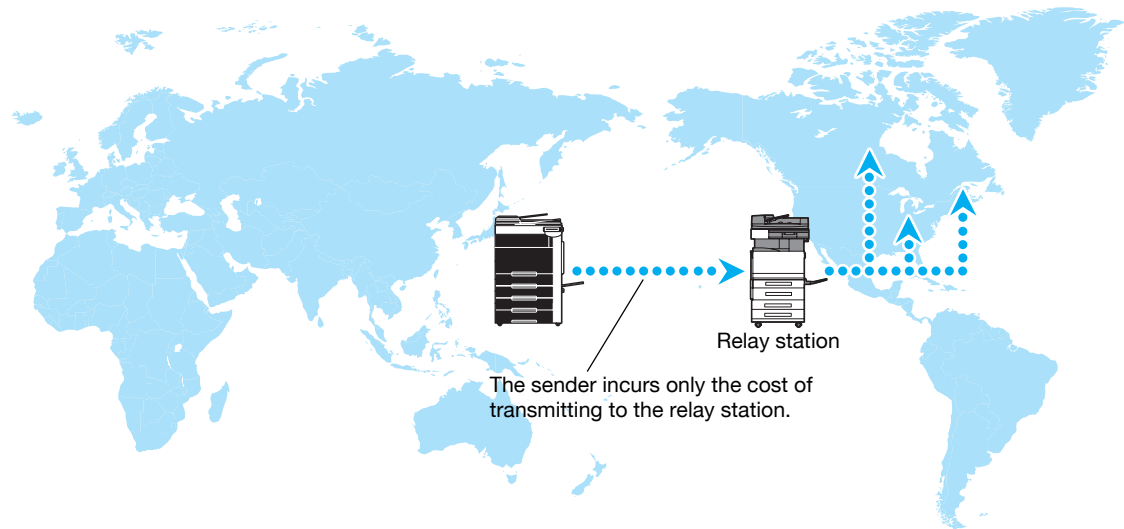 Relay station
The sender incurs only the cost of
transmitting to the relay station.